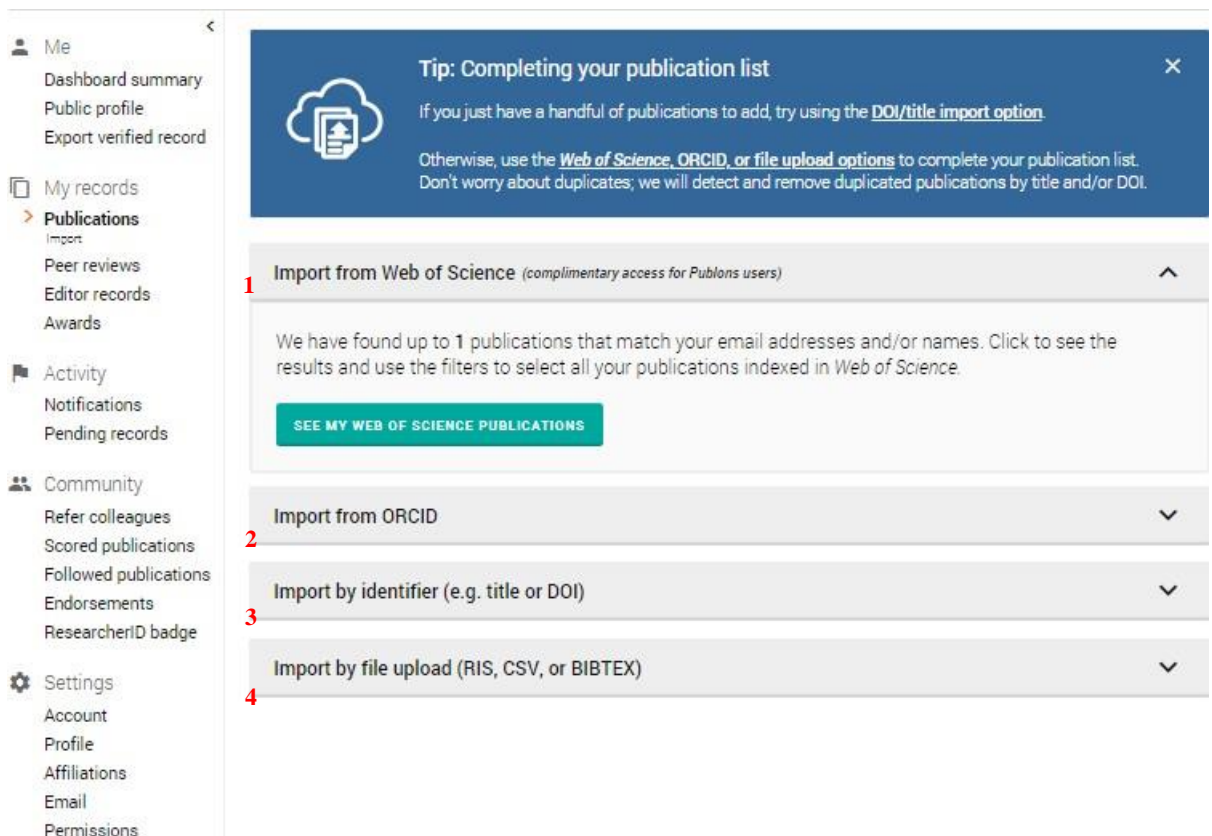 Me
Dashboard summary
Public profile
Export verified record
My records
Publications
Import
Peer reviews
Editor records
Awards
Activity
Notifications
Pending records
Community
Refer colleagues
Scored publications
Followed publications
Endorsements
ResearcherID badge
Settings
Account
Profile
Affiliations
Email
Permissions
Tip: Completing your publication list
If you just have a handful of publications to add, try using the DOI/title import option.
Otherwise, use the Web of Science, ORCID, or file upload options to complete your publication list.
Don't worry about duplicates; we will detect and remove duplicated publications by title and/or DOI.
1 Import from Web of Science (complimentary access for Publons users)
We have found up to 1 publications that match your email addresses and/or names. Click to see the
results and use the filters to select all your publications indexed in Web of Science.
SEE MY WEB OF SCIENCE PUBLICATIONS
2 Import from ORCID
3 Import by identifier (e.g. title or DOI)
4 Import by file upload (RIS, CSV, or BIBTEX)